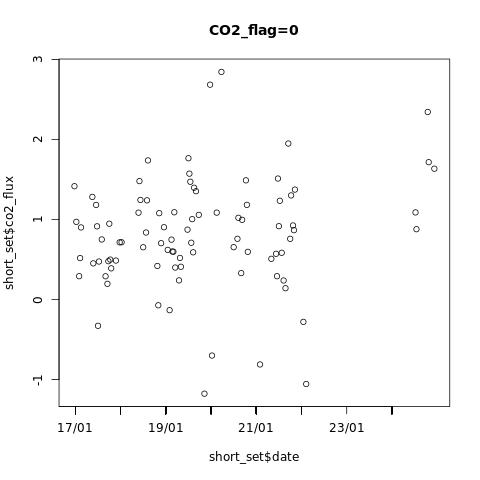 CO2_flag=0
short_set$co2_flux
3
2
1
0
-1
17/01 19/01 21/01 23/01
short_set$date